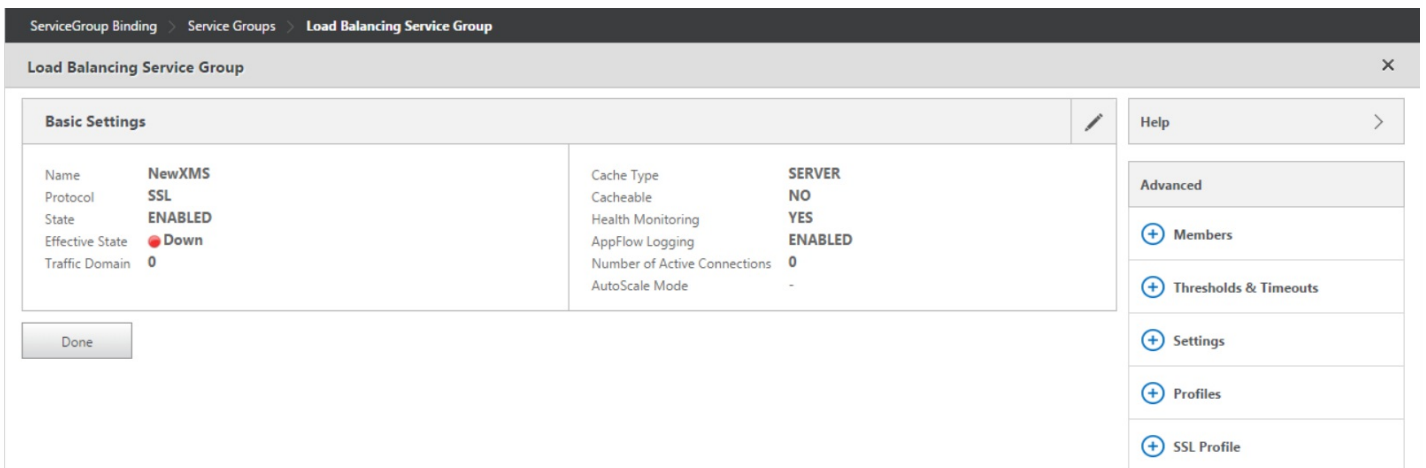 ServiceGroup Binding > Service Groups > Load Balancing Service Group
Load Balancing Service Group
Basic Settings
Name NewXMS
Protocol SSL
State ENABLED
Effective State Down
Traffic Domain 0
Cache Type SERVER
Cacheable NO
Health Monitoring YES
AppFlow Logging ENABLED
Number of Active Connections 0
AutoScale Mode -
Done
Help
Advanced
Members
Thresholds & Timeouts
Settings
Profiles
SSL Profile